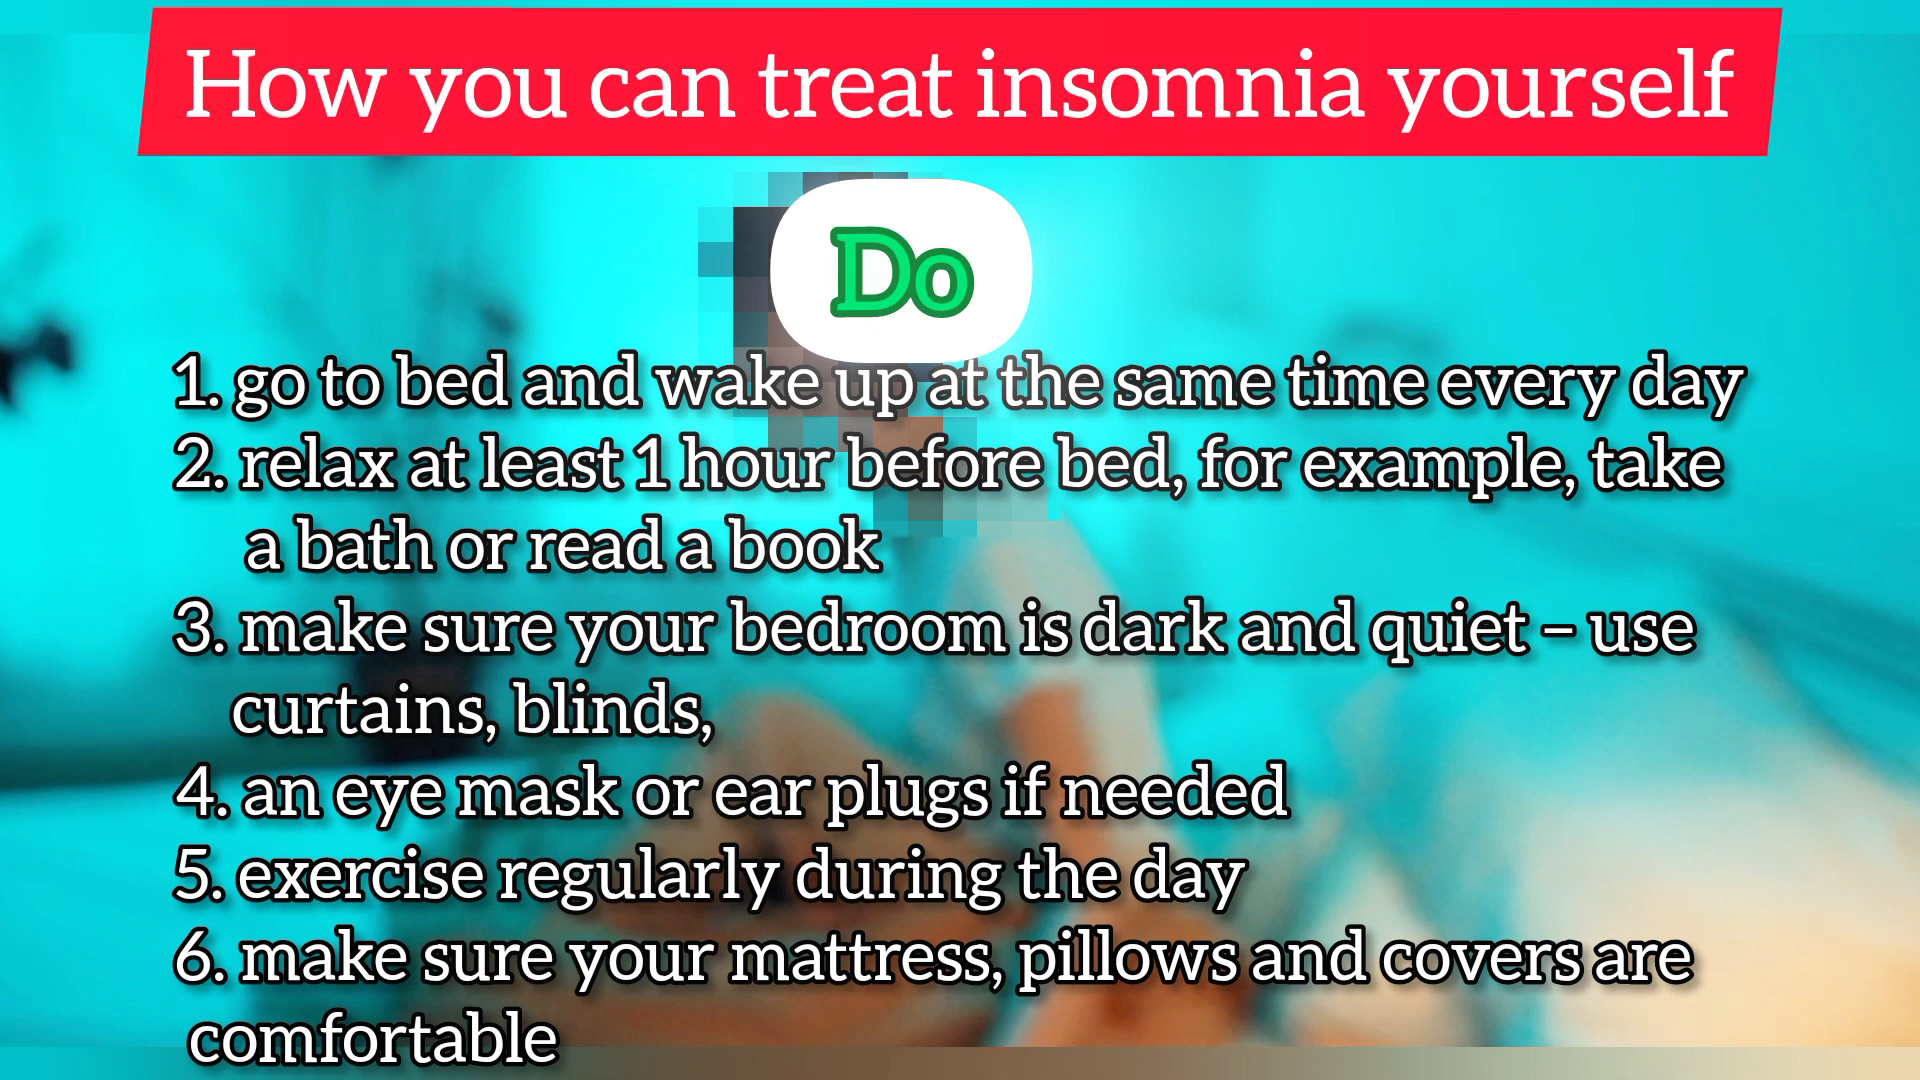 How you can treat insomnia yourself
Do
1. go to bed and wake up at the same time every day
2. relax at least 1 hour before bed, for example, take
a bath or read a book
3. make sure your bedroom is dark and quiet – use
curtains, blinds,
4. an eye mask or ear plugs if needed
5. exercise regularly during the day
6. make sure your mattress, pillows and covers are
comfortable